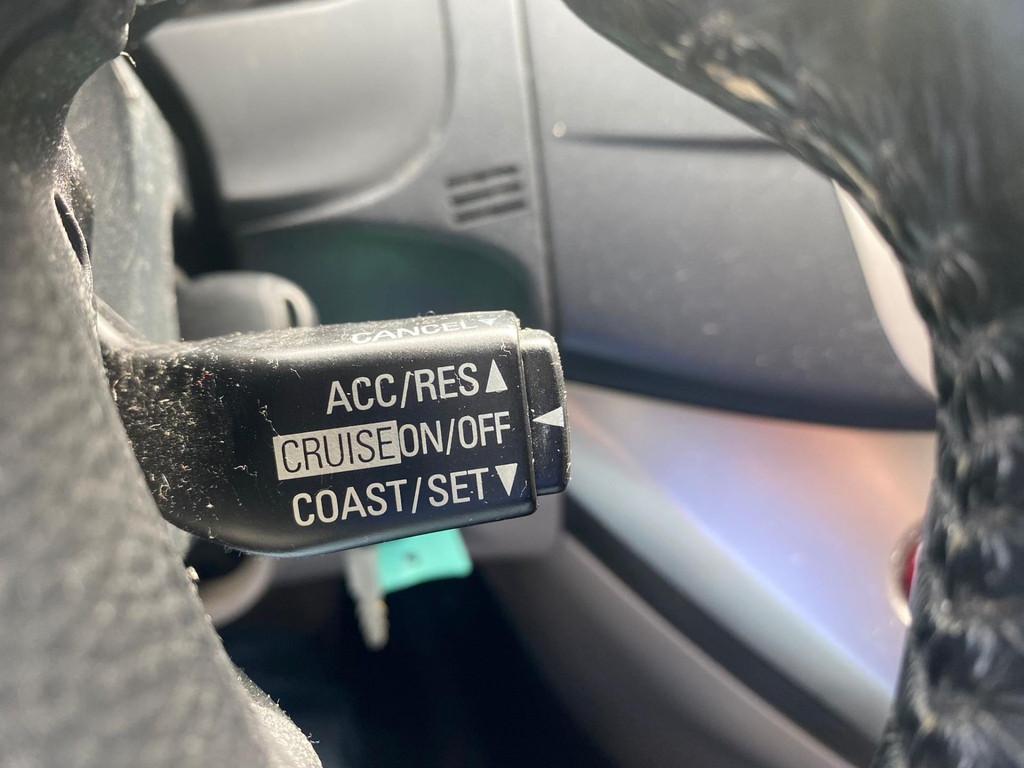 CANCEL▼
ACC/RES▲
CRUISE ON/OFF ◀
COAST/SET▼